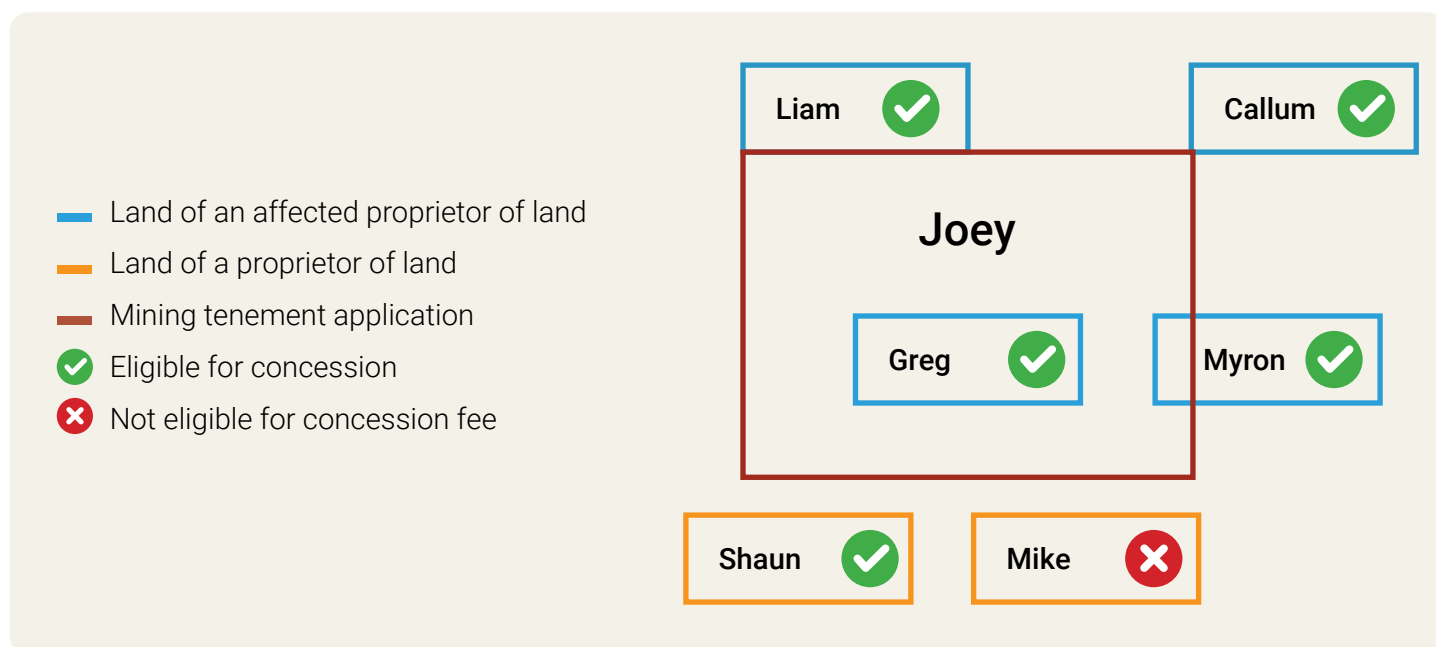 Land of an affected proprietor of land
Land of a proprietor of land
Mining tenement application
Eligible for concession
Not eligible for concession fee
Liam
Callum
Joey
Greg
Myron
Shaun
Mike